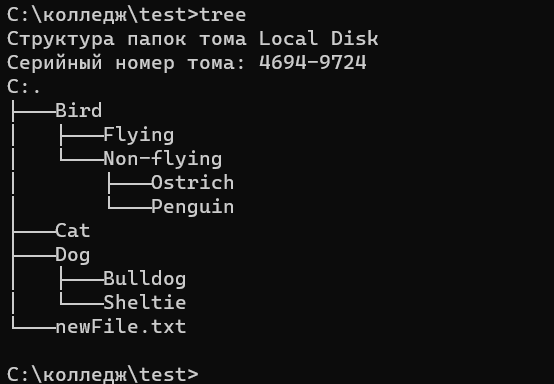 C:\колледж\test>tree
Структура папок тома Local Disk
Серийный номер тома: 4694-9724
C:.
├───Bird
│   ├───Flying
│   └───Non-flying
│       ├───Ostrich
│       └───Penguin
├───Cat
├───Dog
│   ├───Bulldog
│   └───Sheltie
└───newFile.txt
C:\колледж\test>